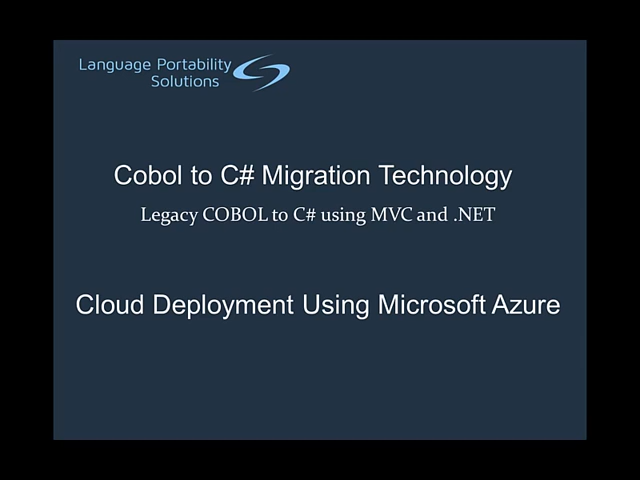 Language Portability
Solutions
Cobol to C# Migration Technology
Legacy COBOL to C# using MVC and .NET
Cloud Deployment Using Microsoft Azure